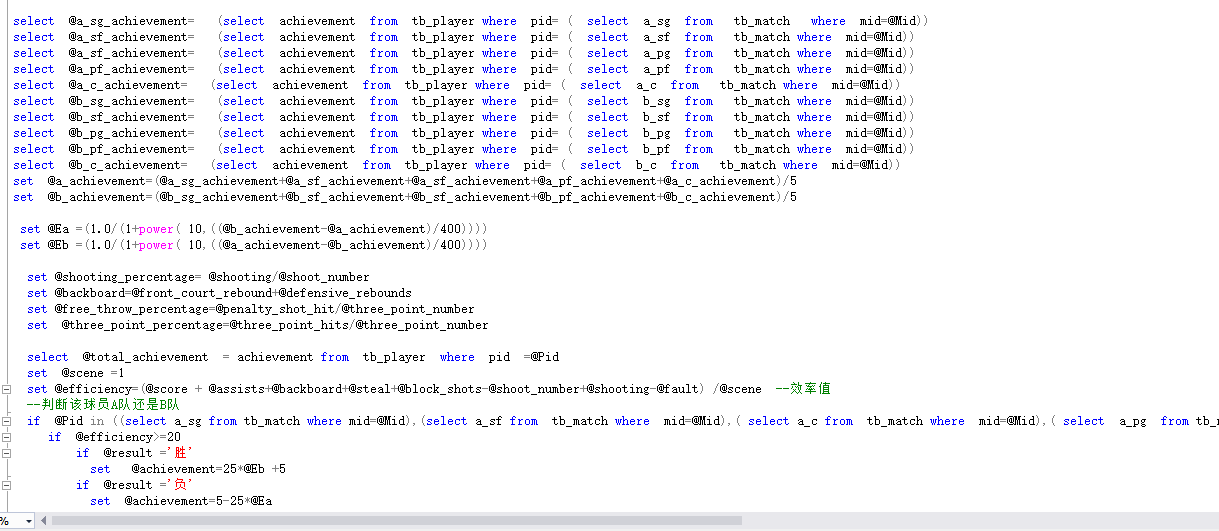 select @a_sg_achievement= (select achievement from tb_player where pid= ( select a_sg from tb_match where mid=@Mid))
select @a_sf_achievement= (select achievement from tb_player where pid= ( select a_sf from tb_match where mid=@Mid))
select @a_sf_achievement= (select achievement from tb_player where pid= ( select a_pg from tb_match where mid=@Mid))
select @a_pf_achievement= (select achievement from tb_player where pid= ( select a_pf from tb_match where mid=@Mid))
select @a_c_achievement= (select achievement from tb_player where pid= ( select a_c from tb_match where mid=@Mid))
select @b_sg_achievement= (select achievement from tb_player where pid= ( select b_sg from tb_match where mid=@Mid))
select @b_sf_achievement= (select achievement from tb_player where pid= ( select b_sf from tb_match where mid=@Mid))
select @b_pg_achievement= (select achievement from tb_player where pid= ( select b_pg from tb_match where mid=@Mid))
select @b_pf_achievement= (select achievement from tb_player where pid= ( select b_pf from tb_match where mid=@Mid))
select @b_c_achievement= (select achievement from tb_player where pid= ( select b_c from tb_match where mid=@Mid))
set @a_achievement=(@a_sg_achievement+@a_sf_achievement+@a_sf_achievement+@a_pf_achievement+@a_c_achievement)/5
set @b_achievement=(@b_sg_achievement+@b_sf_achievement+@b_sf_achievement+@b_pf_achievement+@b_c_achievement)/5
set @Ea =(1.0/(1+power( 10,((@b_achievement-@a_achievement)/400))))
set @Eb =(1.0/(1+power( 10,((@a_achievement-@b_achievement)/400))))
set @shooting_percentage= @shooting/@shoot_number
set @backboard=@front_court_rebound+@defensive_rebounds
set @free_throw_percentage=@penalty_shot_hit/@three_point_number
set @three_point_percentage=@three_point_hits/@three_point_number
select @total_achievement = achievement from tb_player where pid =@Pid
set @scene =1
set @efficiency=(@score + @assists+@backboard+@steal+@block_shots-@shoot_number+@shooting-@fault) /@scene --效率值
--判断该球员A队还是B队
if @Pid in ((select a_sg from tb_match where mid=@Mid),(select a_sf from tb_match where mid=@Mid),( select a_c from tb_match where mid=@Mid),( select a_pg from tb_m
if @efficiency>=20
if @result ='胜'
set @achievement=25*@Eb +5
if @result ='负'
set @achievement=5-25*@Ea
%